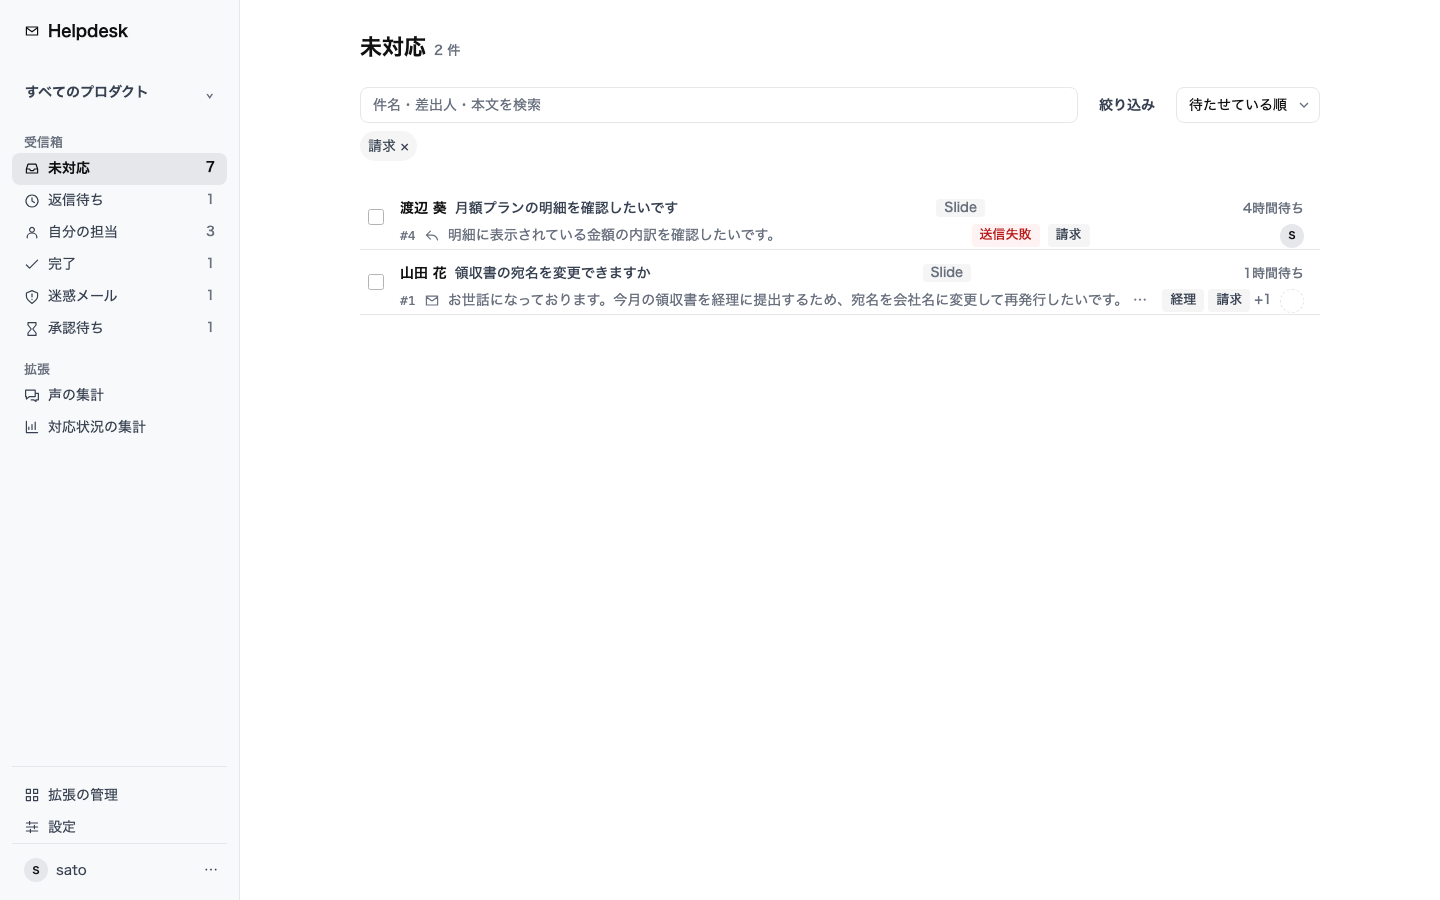 Helpdesk
すべてのプロダクト
受信箱
未対応 7
返信待ち 1
自分の担当 3
完了 1
迷惑メール 1
承認待ち 1
拡張
声の集計
対応状況の集計
拡張の管理
設定
S sato …
未対応 2 件
件名・差出人・本文を検索 絞り込み 待たせている順
請求 ×
渡辺 葵 月額プランの明細を確認したいです Slide 4時間待ち
#4 明細に表示されている金額の内訳を確認したいです。 送信失敗 請求 S
山田 花 領収書の宛名を変更できますか Slide 1時間待ち
#1 お世話になっております。今月の領収書を経理に提出するため、宛名を会社名に変更して再発行したいです。 … 経理 請求 +1